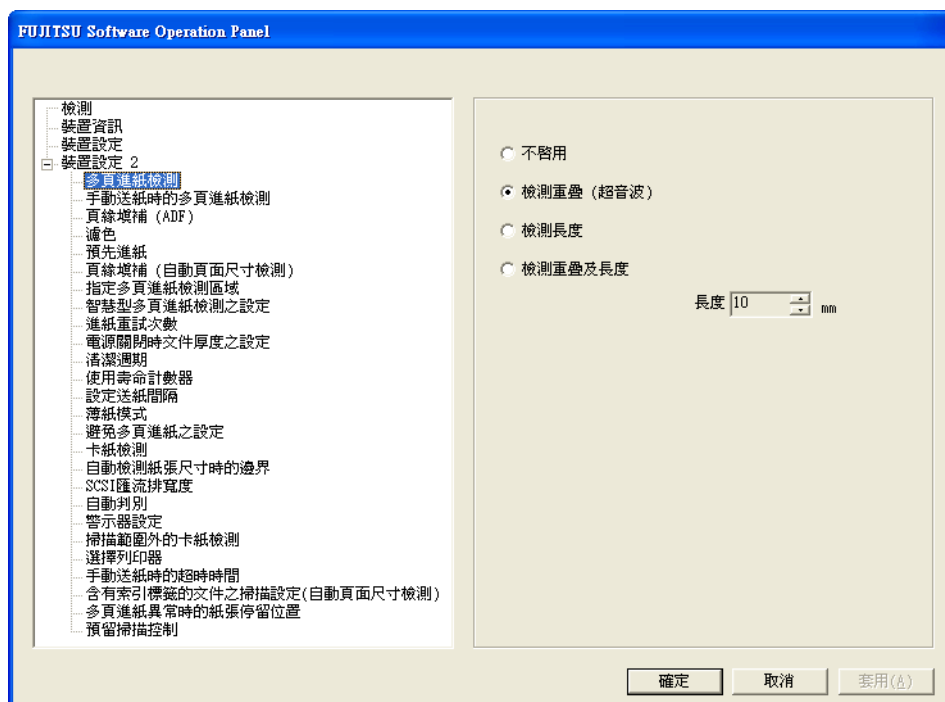 FUJITSU Software Operation Panel
檢測
裝置資訊
裝置設定
裝置設定 2
多頁進紙檢測
手動送紙時的多頁進紙檢測
頁緣填補 (ADF)
濾色
預先進紙
頁緣填補 (自動頁面尺寸檢測)
指定多頁進紙檢測區域
智慧型多頁進紙檢測之設定
進紙重試次數
電源關閉時文件厚度之設定
清潔週期
使用壽命計數器
設定送紙間隔
薄紙模式
避免多頁進紙之設定
卡紙檢測
自動檢測紙張尺寸時的邊界
SCSI匯流排寬度
自動判別
警示器設定
掃描範圍外的卡紙檢測
選擇列印器
手動送紙時的超時時間
含有索引標籤的文件之掃描設定(自動頁面尺寸檢測)
多頁進紙異常時的紙張停留位置
預留掃描控制
不啟用
檢測重疊 (超音波)
檢測長度
檢測重疊及長度
長度 10 mm
確定 取消 套用(A)